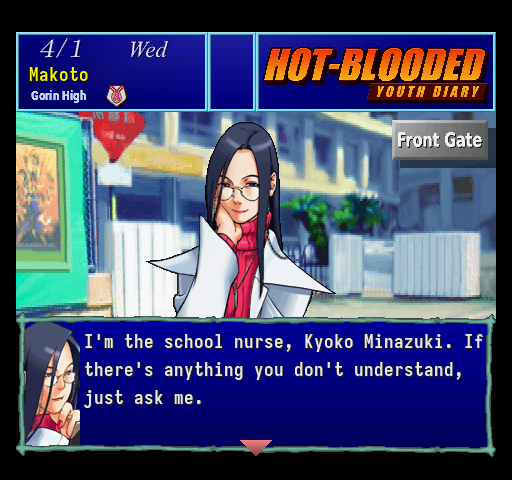 4/1 Wed
Makoto
Gorin High
HOT-BLOODED
YOUTH DIARY
Front Gate
I'm the school nurse, Kyoko Minazuki. If
there's anything you don't understand,
just ask me.